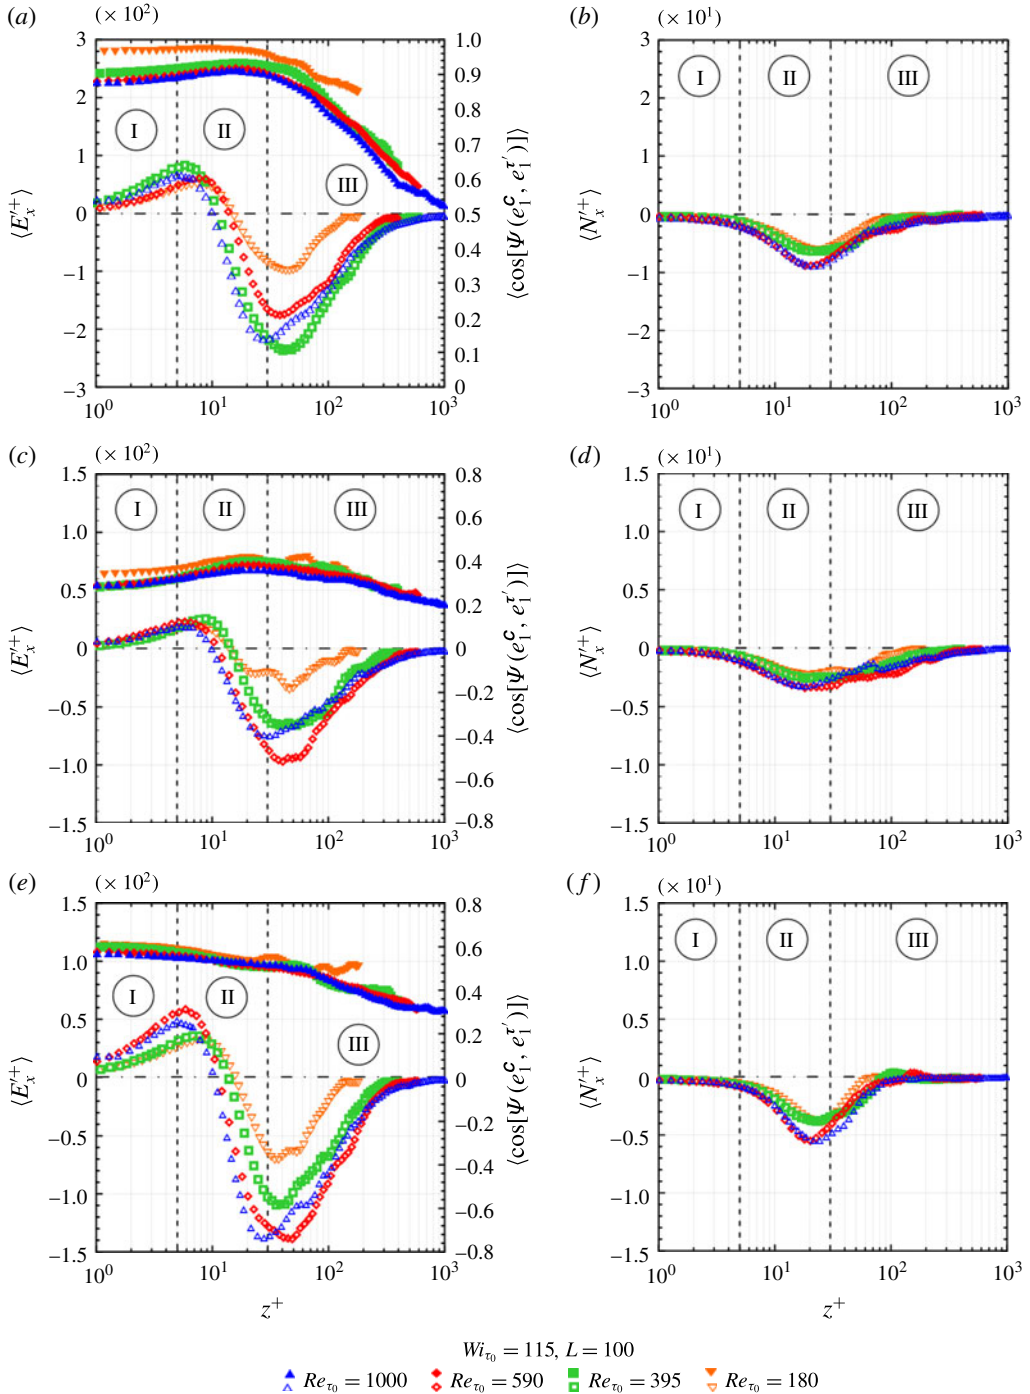 (a) (× 10²) (b) (× 10¹)
3 1.0 3
2 0.9 2
0.8
I II III
1 0.7 1
I II 0.6
III
⟨E′⁺ₓ⟩ 0 0.5 ⟨cos[Ψ(e₁ᶜ, e₁^τ′)]⟩ ⟨N′⁺ₓ⟩ 0
0.4
−1 0.3 −1
−2 0.2 −2
0.1
−3 0 −3
10⁰ 10¹ 10² 10³ 10⁰ 10¹ 10² 10³
(c) (× 10²) (d) (× 10¹)
1.5 0.8 1.5
I II III I II III
1.0 0.6 1.0
0.5 0.4 0.5
0.2
⟨E′⁺ₓ⟩ 0 0 ⟨cos[Ψ(e₁ᶜ, e₁^τ′)]⟩ ⟨N′⁺ₓ⟩ 0
−0.2
−0.5 −0.4 −0.5
−1.0 −0.6 −1.0
−1.5 −0.8 −1.5
10⁰ 10¹ 10² 10³ 10⁰ 10¹ 10² 10³
(e) (× 10²) (f) (× 10¹)
1.5 0.8 1.5
I II III
1.0 0.6 1.0
I II
0.5 0.4 0.5
III
0.2
⟨E′⁺ₓ⟩ 0 0 ⟨cos[Ψ(e₁ᶜ, e₁^τ′)]⟩ ⟨N′⁺ₓ⟩ 0
−0.2
−0.5 −0.4 −0.5
−1.0 −0.6 −1.0
−1.5 −0.8 −1.5
10⁰ 10¹ 10² 10³ 10⁰ 10¹ 10² 10³
z⁺ z⁺
Wi_τ₀ = 115, L = 100
Re_τ₀ = 1000 Re_τ₀ = 590 Re_τ₀ = 395 Re_τ₀ = 180